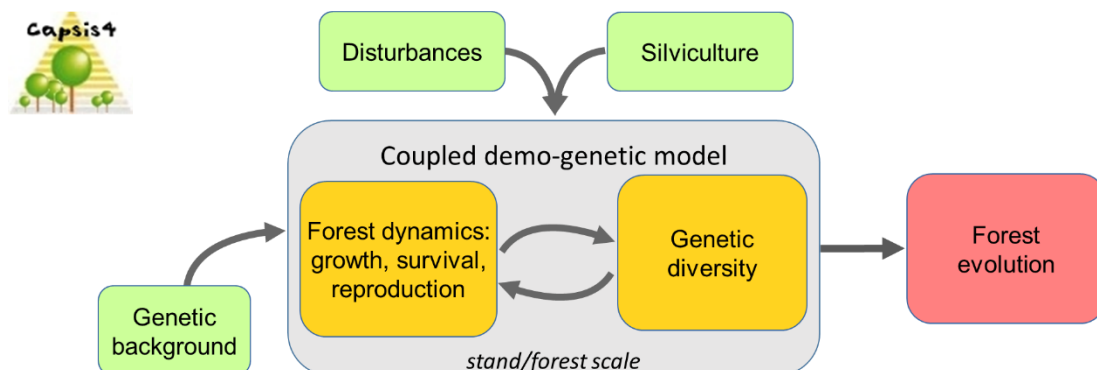 Capsis4
Disturbances
Silviculture
Coupled demo-genetic model
Forest dynamics:
growth, survival,
reproduction
Genetic
diversity
Forest
evolution
Genetic
background
stand/forest scale